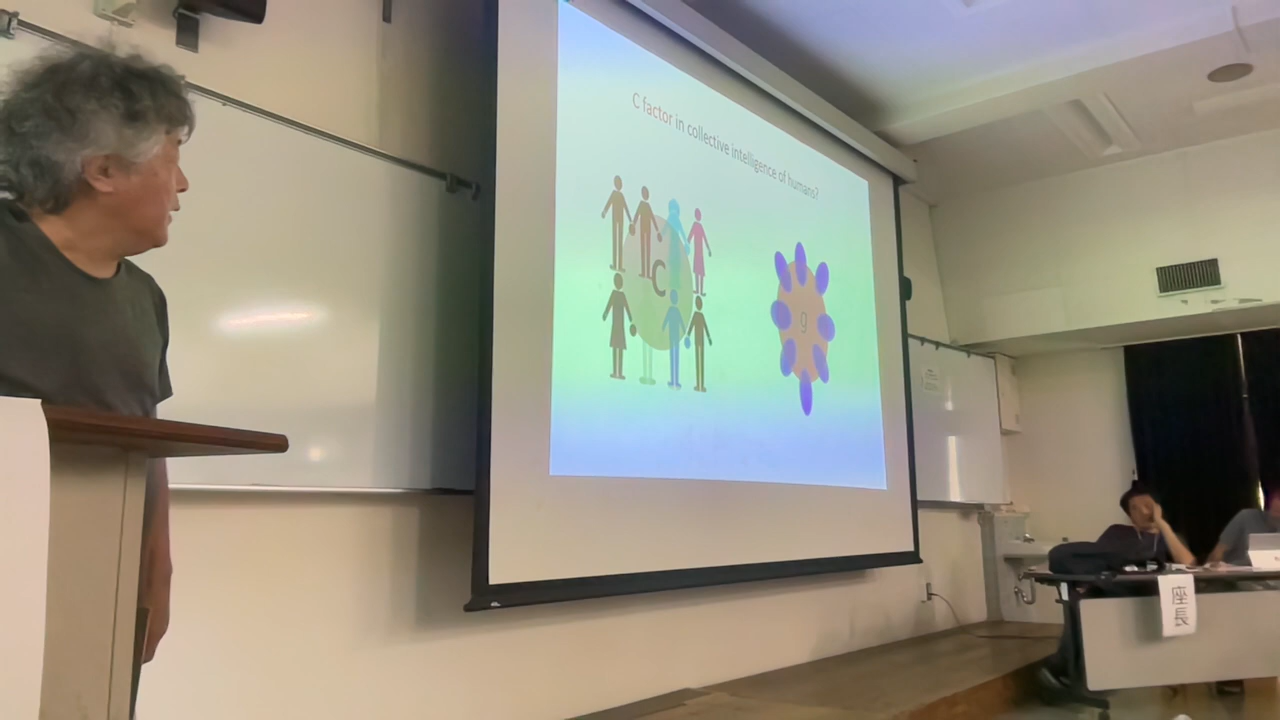 C factor in collective intelligence of humans?
C
g
座長